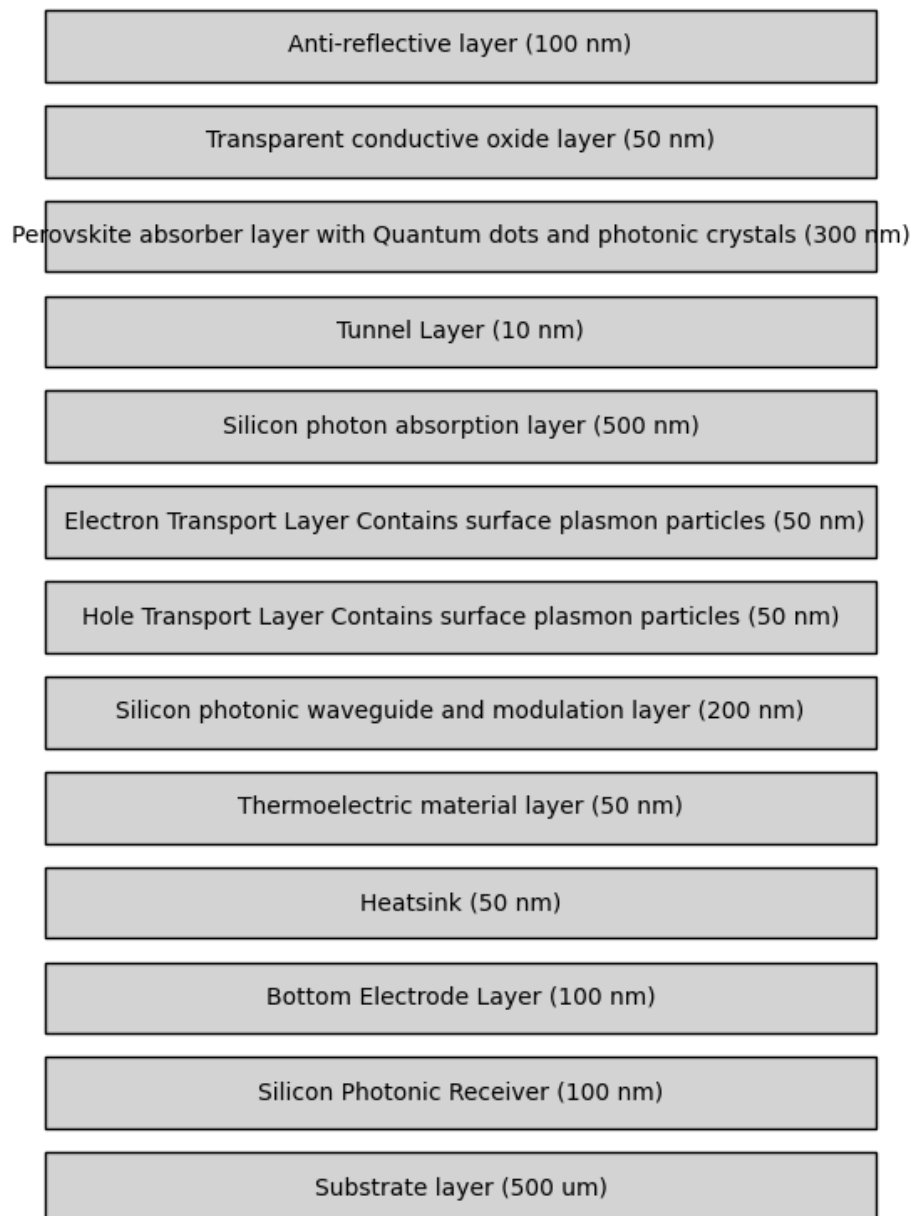 Anti-reflective layer (100 nm)
Transparent conductive oxide layer (50 nm)
Perovskite absorber layer with Quantum dots and photonic crystals (300 nm)
Tunnel Layer (10 nm)
Silicon photon absorption layer (500 nm)
Electron Transport Layer Contains surface plasmon particles (50 nm)
Hole Transport Layer Contains surface plasmon particles (50 nm)
Silicon photonic waveguide and modulation layer (200 nm)
Thermoelectric material layer (50 nm)
Heatsink (50 nm)
Bottom Electrode Layer (100 nm)
Silicon Photonic Receiver (100 nm)
Substrate layer (500 um)